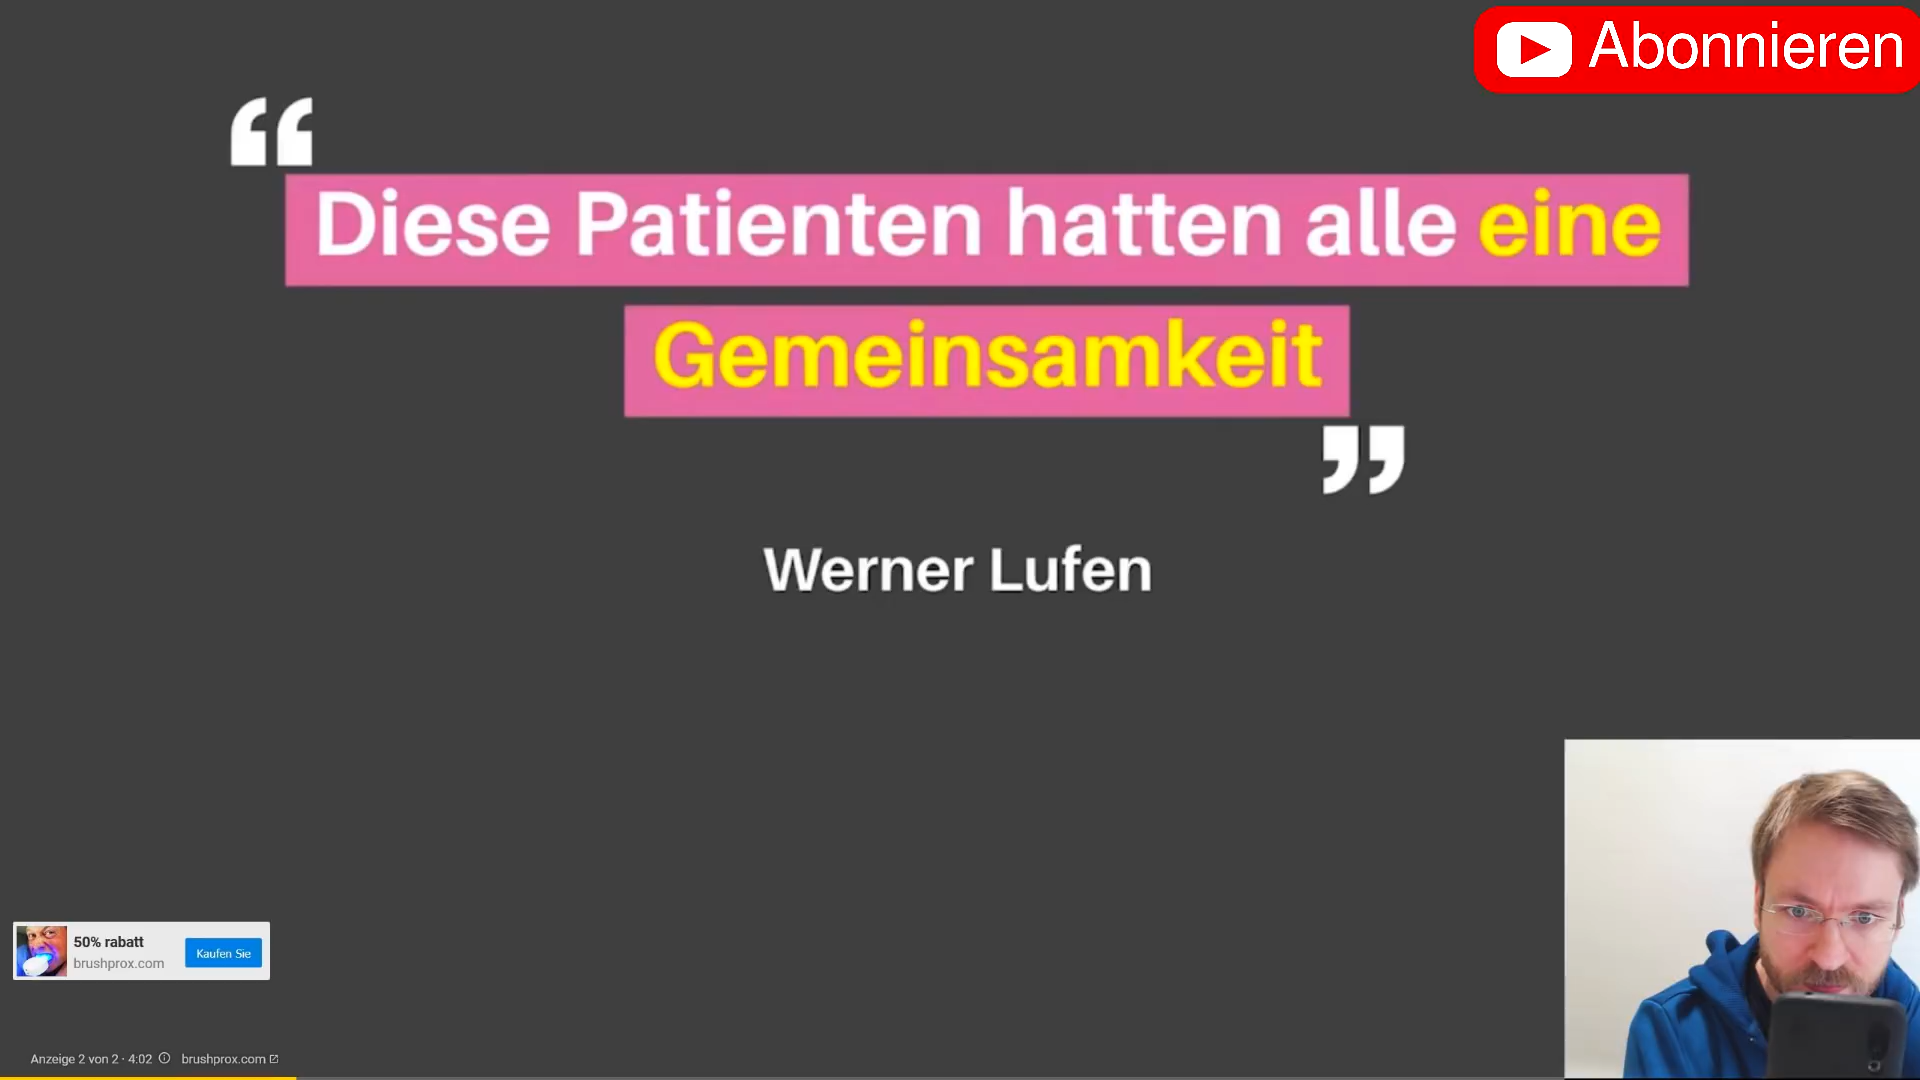 Abonnieren
“
Diese Patienten hatten alle eine
Gemeinsamkeit
”
Werner Lufen
50% rabatt
brushprox.com
Kaufen Sie
Anzeige 2 von 2 · 4:02 brushprox.com